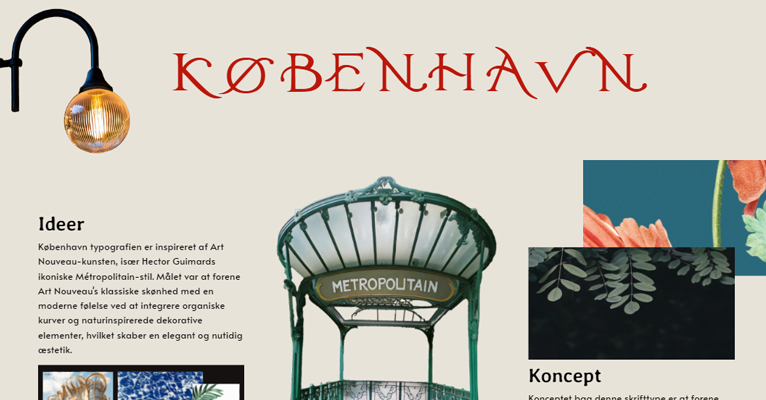 KØBENHAVN
Ideer
København typografien er inspireret af Art
Nouveau-kunsten, især Hector Guimards
ikoniske Métropolitain-stil. Målet var at forene
Art Nouveau's klassiske skønhed med en
moderne følelse ved at integrere organiske
kurver og naturinspirerede dekorative
elementer, hvilket skaber en elegant og nutidig
æstetik.
METROPOLITAIN
Koncept
Konceptet bag denne skrifttype er at forene